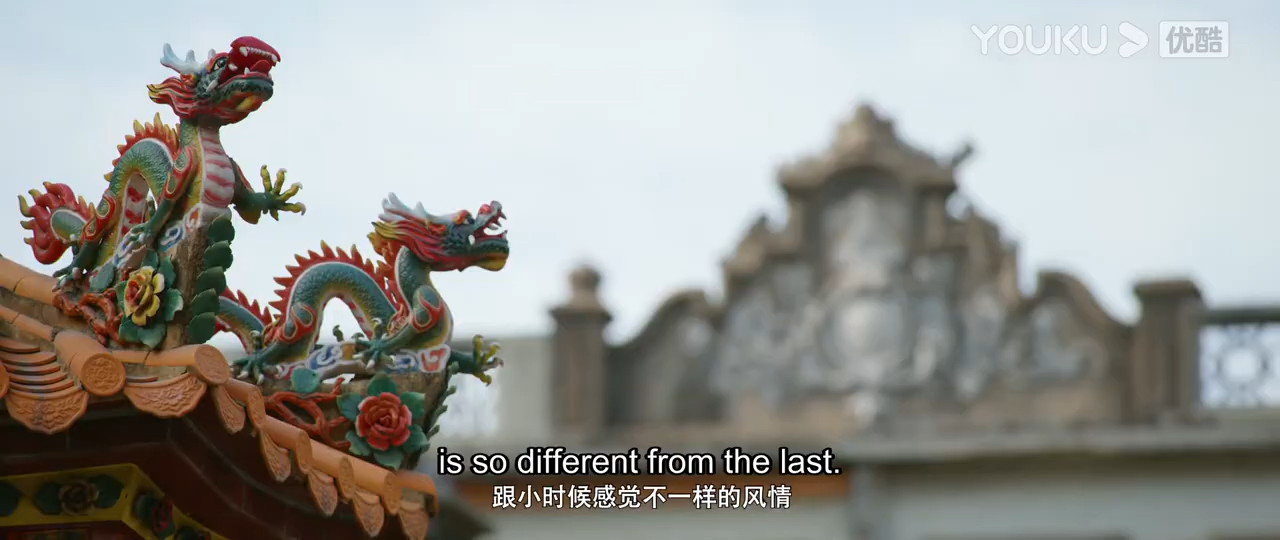 YOUKU 优酷
is so different from the last.
跟小时候感觉不一样的风情